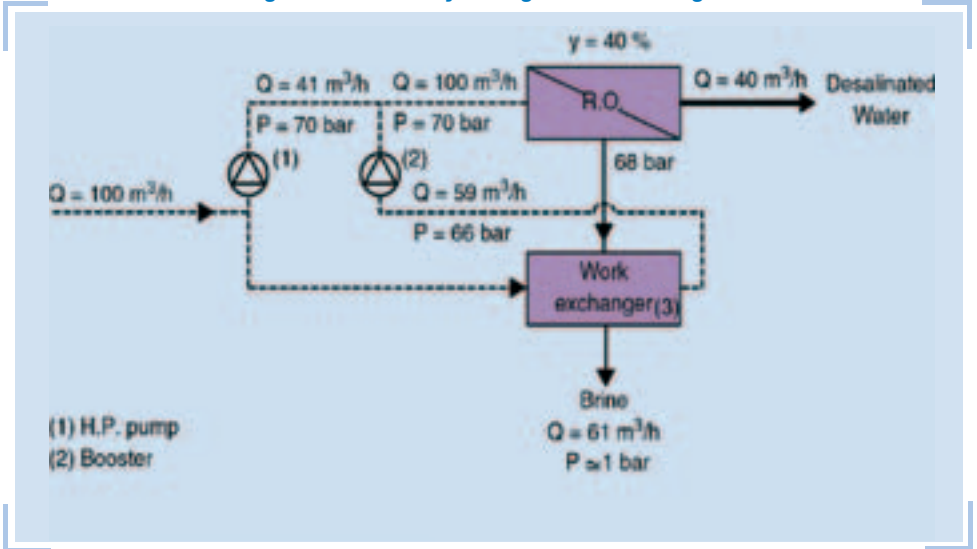 y = 40 %
Q = 41 m³/h
Q = 100 m³/h
Q = 40 m³/h
Desalinated
Water
R.O.
P = 70 bar
P = 70 bar
(1)
(2)
68 bar
Q = 100 m³/h
Q = 59 m³/h
P = 66 bar
Work
exchanger(3)
Brine
Q = 61 m³/h
P ≃1 bar
(1) H.P. pump
(2) Booster